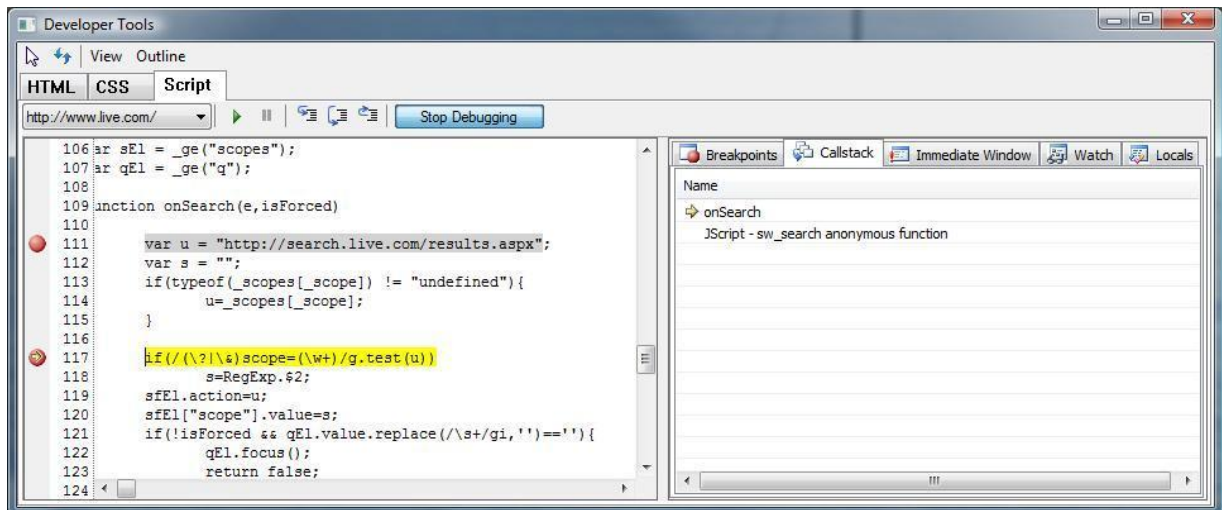 Developer Tools
View Outline
HTML CSS Script
http://www.live.com/ Stop Debugging
106 ar sEl = _ge("scopes");
107 ar qEl = _ge("q");
108
109 unction onSearch(e,isForced)
110
111 var u = "http://search.live.com/results.aspx";
112 var s = "";
113 if(typeof(_scopes[_scope]) != "undefined"){
114 u=_scopes[_scope];
115 }
116
117 if(/(\?|\&)scope=(\w+)/g.test(u))
118 s=RegExp.$2;
119 sfEl.action=u;
120 sfEl["scope"].value=s;
121 if(!isForced && qEl.value.replace(/\s+/gi,'')==''){
122 qEl.focus();
123 return false;
124
Breakpoints Callstack Immediate Window Watch Locals
Name
onSearch
JScript - sw_search anonymous function